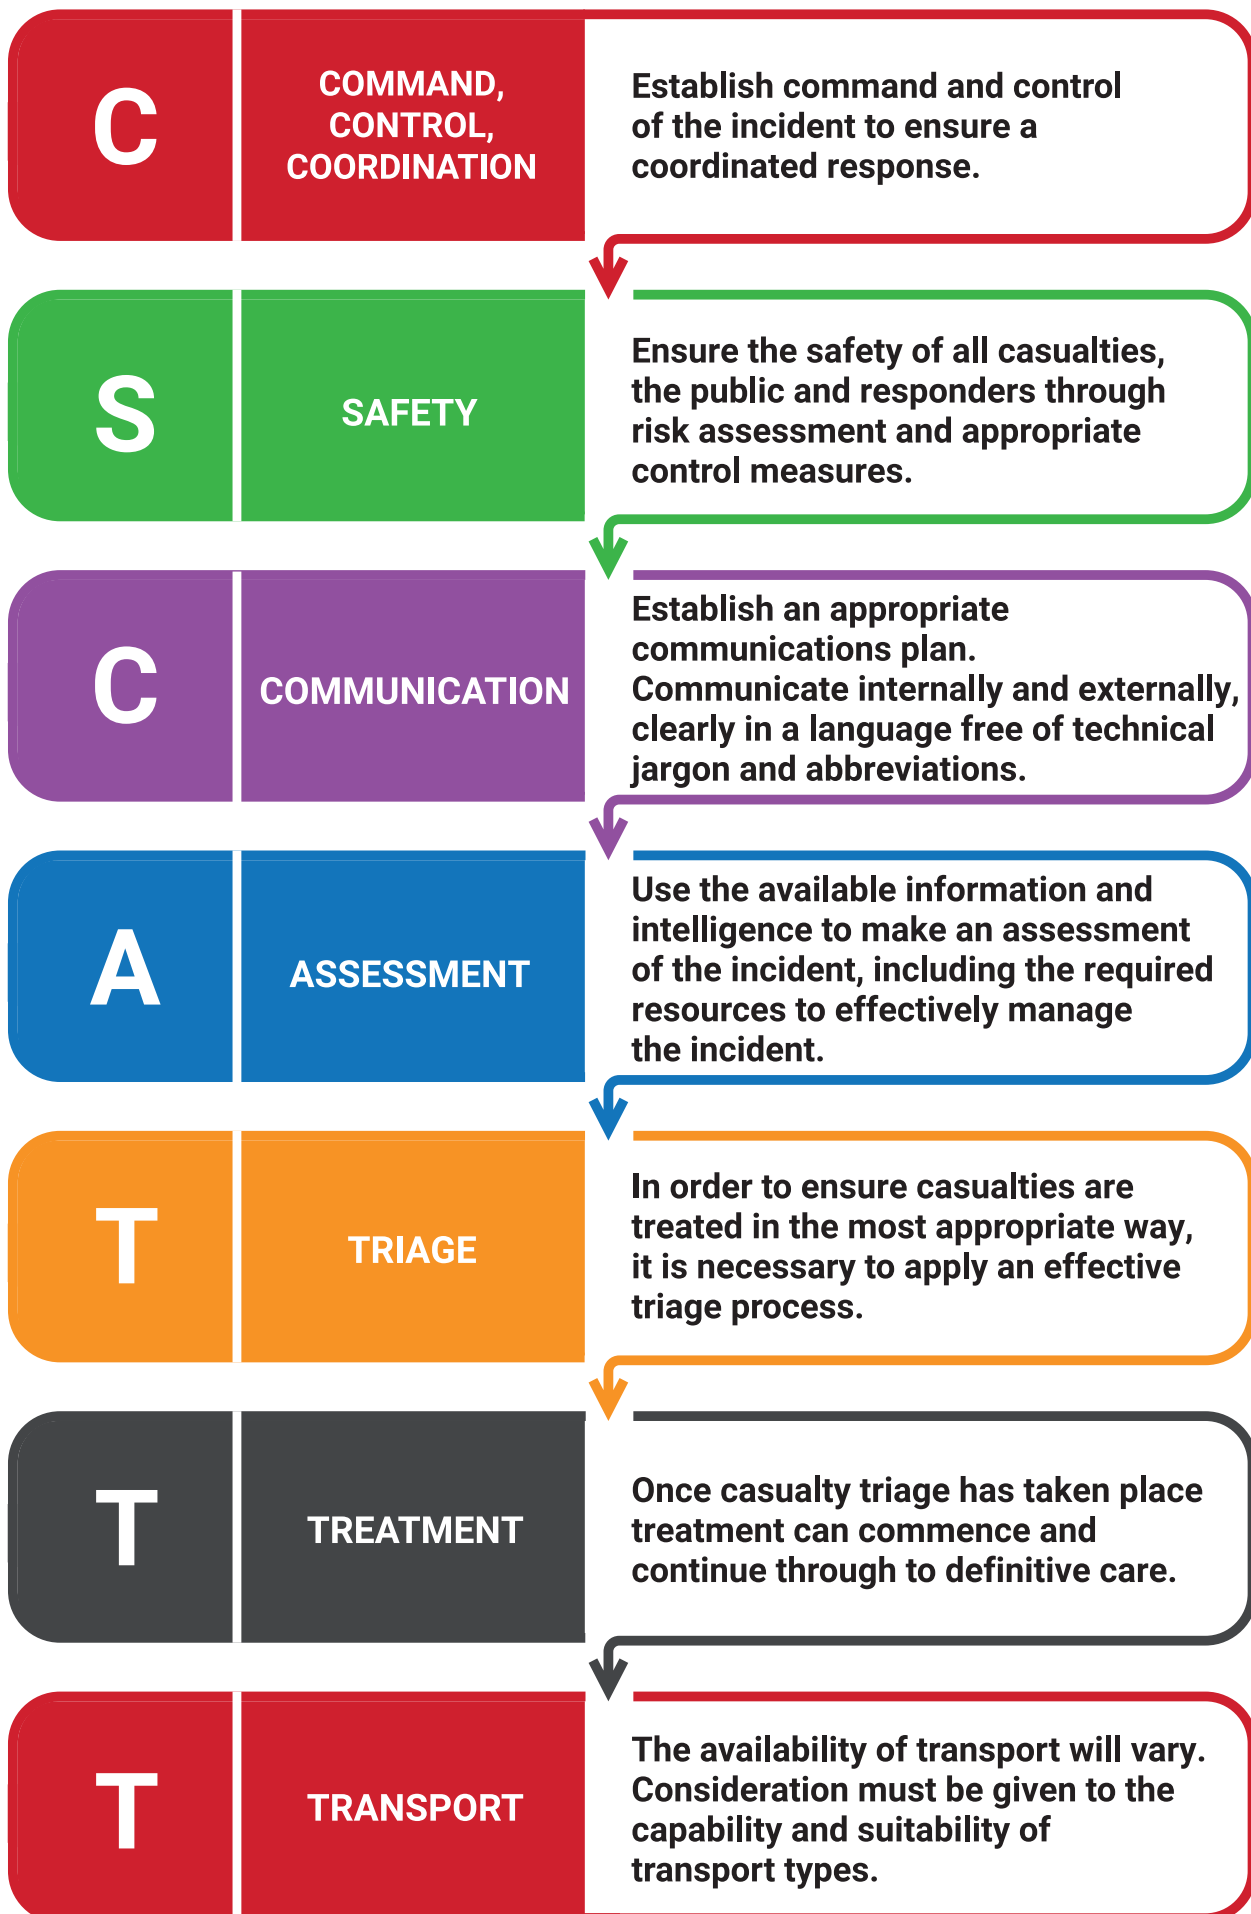 C
COMMAND,
CONTROL,
COORDINATION
Establish command and control
of the incident to ensure a
coordinated response.
S
SAFETY
Ensure the safety of all casualties,
the public and responders through
risk assessment and appropriate
control measures.
C
COMMUNICATION
Establish an appropriate
communications plan.
Communicate internally and externally,
clearly in a language free of technical
jargon and abbreviations.
A
ASSESSMENT
Use the available information and
intelligence to make an assessment
of the incident, including the required
resources to effectively manage
the incident.
T
TRIAGE
In order to ensure casualties are
treated in the most appropriate way,
it is necessary to apply an effective
triage process.
T
TREATMENT
Once casualty triage has taken place
treatment can commence and
continue through to definitive care.
T
TRANSPORT
The availability of transport will vary.
Consideration must be given to the
capability and suitability of
transport types.